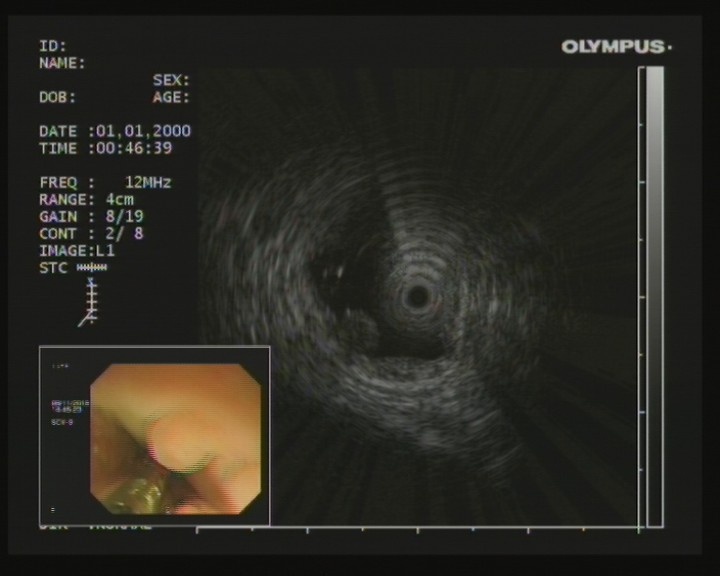 ID:
OLYMPUS
NAME:
SEX:
DOB: AGE:
DATE :01,01,2000
TIME :00:46:39
FREQ : 12MHz
RANGE: 4cm
GAIN : 8/19
CONT : 2/ 8
IMAGE:L1
STC